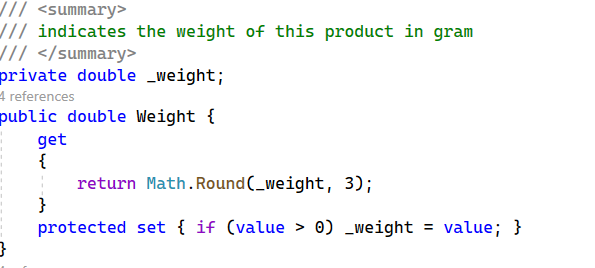 /// <summary>
/// indicates the weight of this product in gram
/// </summary>
private double _weight;
4 references
public double Weight {
get
{
return Math.Round(_weight, 3);
}
protected set { if (value > 0) _weight = value; }
}